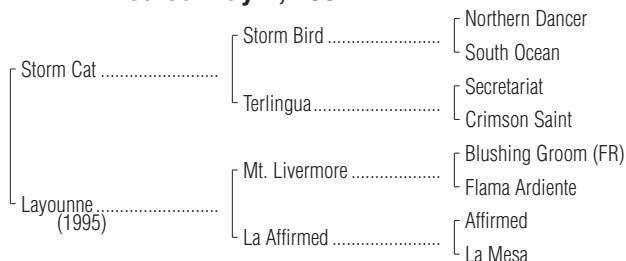 Northern Dancer
Storm Bird ..........................
South Ocean
Storm Cat ..........................
Secretariat
Terlingua ............................
Crimson Saint
Blushing Groom (FR)
Mt. Livermore ....................
Flama Ardiente
Layounne ...........................
(1995)
Affirmed
La Affirmed ........................
La Mesa